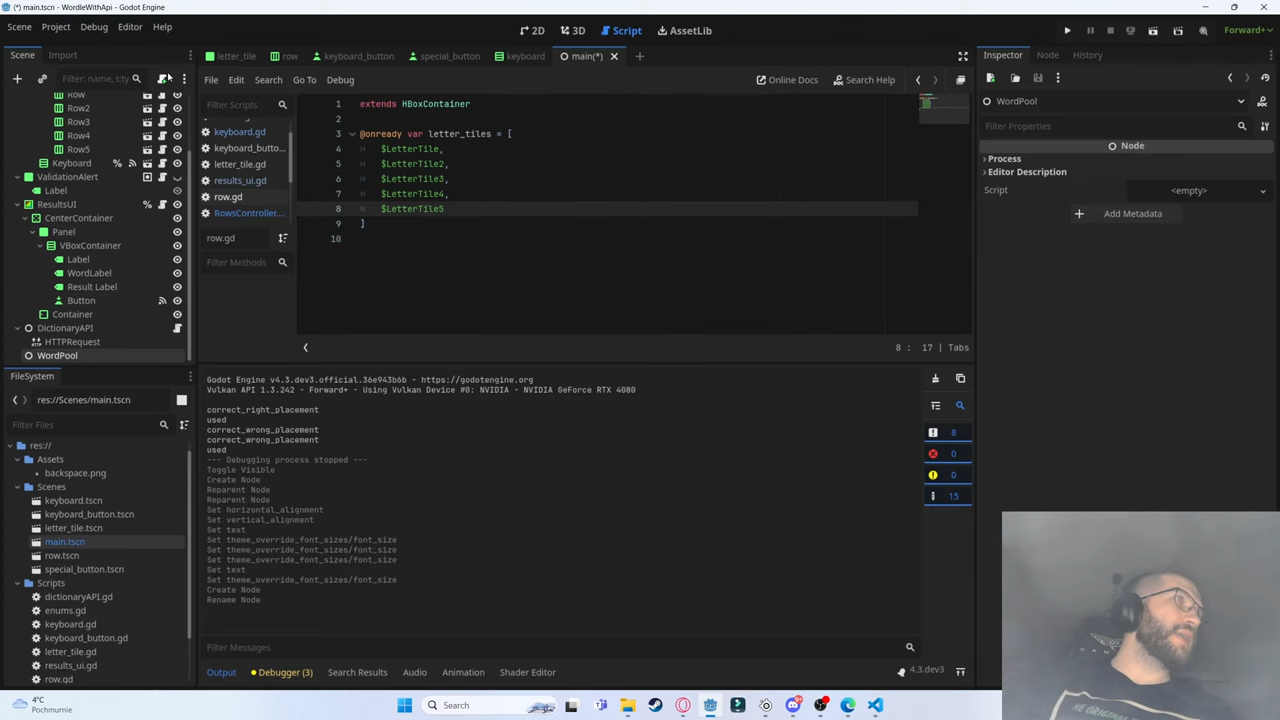 (*) main.tscn - WordleWithApi - Godot Engine
Scene Project Debug Editor Help
2D 3D Script AssetLib
Forward+
Scene Import
letter_tile row keyboard_button special_button keyboard main(*)
Inspector Node History
Filter: name, t:ty
File Edit Search Go To Debug
Online Docs Search Help
Row
Row2
Row3
Row4
Row5
Keyboard
ValidationAlert
Label
ResultsUI
CenterContainer
Panel
VBoxContainer
Label
WordLabel
Result Label
Button
Container
DictionaryAPI
HTTPRequest
WordPool
Filter Scripts
keyboard.gd
keyboard_butto...
letter_tile.gd
results_ui.gd
row.gd
RowsController...
row.gd
Filter Methods
1 extends HBoxContainer
2
3 @onready var letter_tiles = [
4 $LetterTile,
5 $LetterTile2,
6 $LetterTile3,
7 $LetterTile4,
8 $LetterTile5
9 ]
10
8 : 17 | Tabs
WordPool
Filter Properties
Node
Process
Editor Description
Script <empty>
Add Metadata
FileSystem
res://Scenes/main.tscn
Filter Files
res://
Assets
backspace.png
Scenes
keyboard.tscn
keyboard_button.tscn
letter_tile.tscn
main.tscn
row.tscn
special_button.tscn
Scripts
dictionaryAPI.gd
enums.gd
keyboard.gd
keyboard_button.gd
letter_tile.gd
results_ui.gd
row.gd
Godot Engine v4.3.dev3.official.36e943b6b - https://godotengine.org
Vulkan API 1.3.242 - Forward+ - Using Vulkan Device #0: NVIDIA - NVIDIA GeForce RTX 4080
correct_right_placement
used
correct_wrong_placement
correct_wrong_placement
used
--- Debugging process stopped ---
Toggle Visible
Create Node
Reparent Node
Reparent Node
Set horizontal_alignment
Set vertical_alignment
Set text
Set theme_override_font_sizes/font_size
Set theme_override_font_sizes/font_size
Set theme_override_font_sizes/font_size
Set text
Set theme_override_font_sizes/font_size
Create Node
Rename Node
8
0
0
15
Filter Messages
Output Debugger (3) Search Results Audio Animation Shader Editor
4.3.dev3
4°C
Pochmurnie
Search